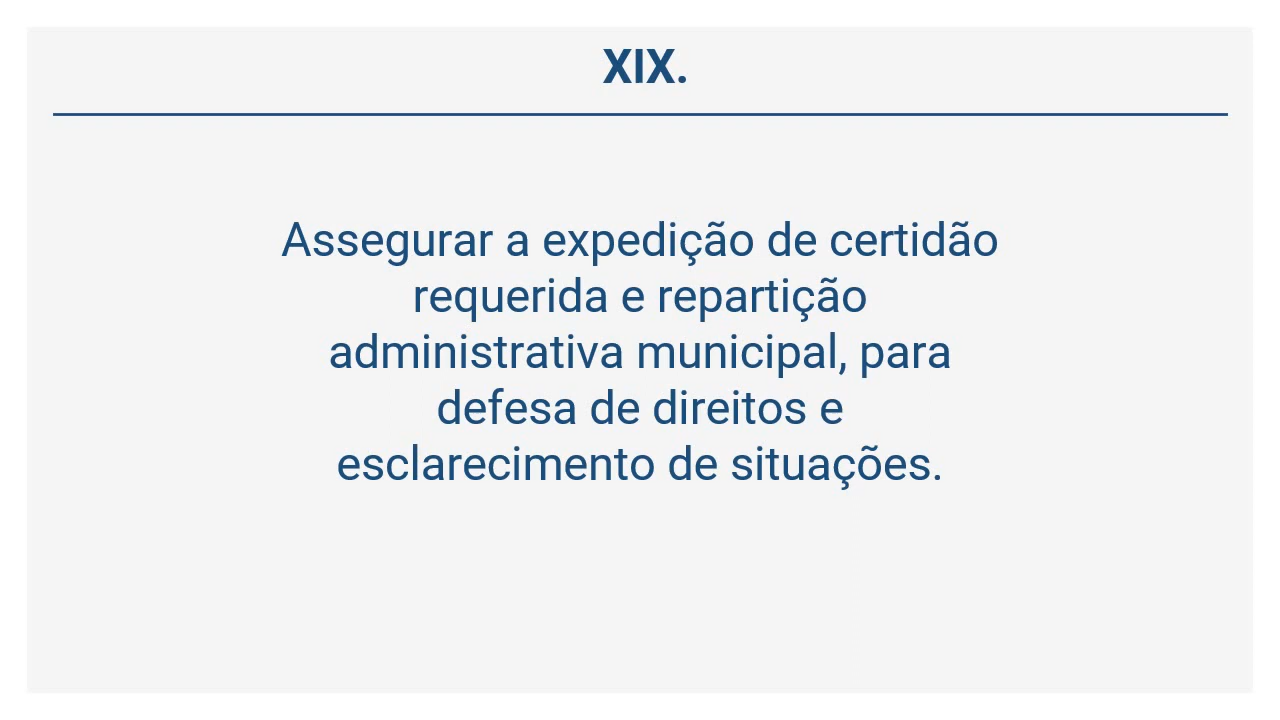 XIX.
Assegurar a expedição de certidão
requerida e repartição
administrativa municipal, para
defesa de direitos e
esclarecimento de situações.